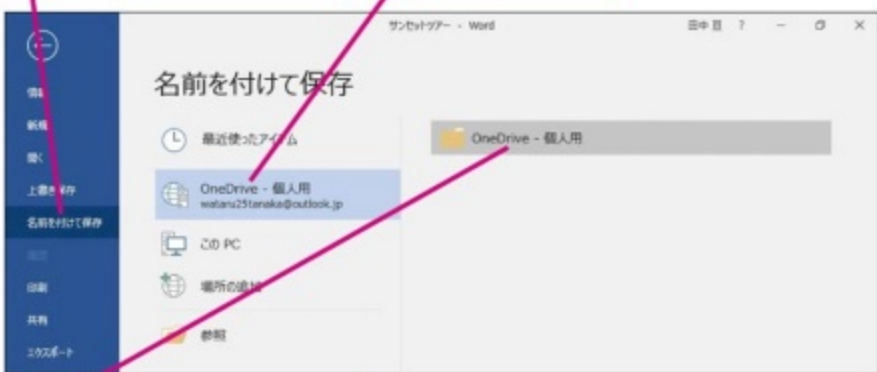 サンセットツアー - Word
田中 亘 ? - ロ ×
名前を付けて保存
情報
新規
開く
上書き保存
名前を付けて保存
印刷
共有
エクスポート
最近使ったアイテム
OneDrive - 個人用
wataru25tanaka@outlook.jp
この PC
場所の追加
参照
OneDrive - 個人用